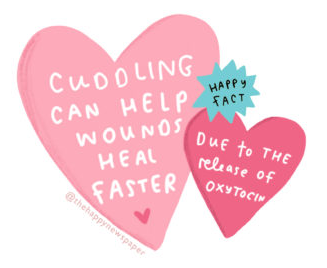 CUDDLING
CAN HELP
WOUNDS
HEAL
FASTER
HAPPY
FACT
DUE to THE
release of
OXYTOCIN
@thehappynewspaper